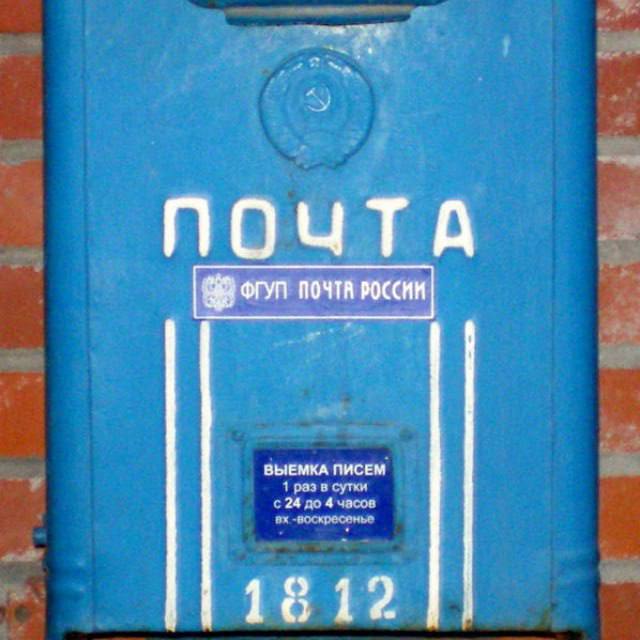 ПОЧТА
ФГУП ПОЧТА РОССИИ
ВЫЕМКА ПИСЕМ
1 раз в сутки
с 24 до 4 часов
вх.-воскресенье
1812